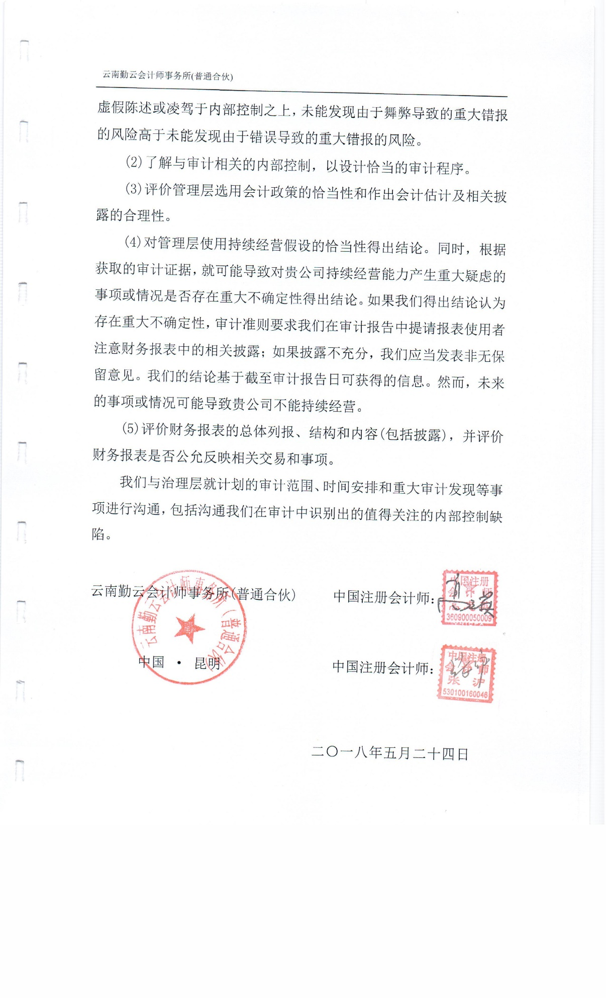 云南勤云会计师事务所(普通合伙)
虚假陈述或凌驾于内部控制之上，未能发现由于舞弊导致的重大错报
的风险高于未能发现由于错误导致的重大错报的风险。
(2)了解与审计相关的内部控制，以设计恰当的审计程序。
(3)评价管理层选用会计政策的恰当性和作出会计估计及相关披
露的合理性。
(4)对管理层使用持续经营假设的恰当性得出结论。同时，根据
获取的审计证据，就可能导致对贵公司持续经营能力产生重大疑虑的
事项或情况是否存在重大不确定性得出结论。如果我们得出结论认为
存在重大不确定性，审计准则要求我们在审计报告中提请报表使用者
注意财务报表中的相关披露；如果披露不充分，我们应当发表非无保
留意见。我们的结论基于截至审计报告日可获得的信息。然而，未来
的事项或情况可能导致贵公司不能持续经营。
(5)评价财务报表的总体列报、结构和内容(包括披露)，并评价
财务报表是否公允反映相关交易和事项。
我们与治理层就计划的审计范围、时间安排和重大审计发现等事
项进行沟通，包括沟通我们在审计中识别出的值得关注的内部控制缺
陷。
云南勤云会计师事务所(普通合伙)
云南勤云会计师事务所（普通合伙）
中国注册会计师：
中国注册
会计师
360900050009
中国 · 昆明
中国注册会计师：
中国注册
会计师
张沪
530100160046
二〇一八年五月二十四日